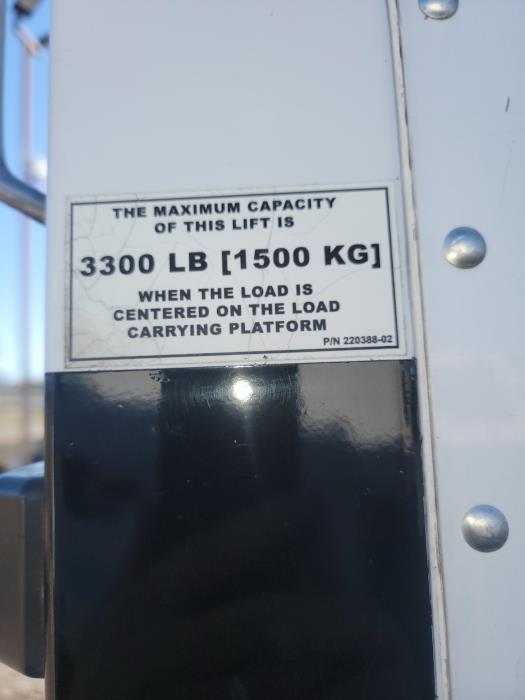 THE MAXIMUM CAPACITY
OF THIS LIFT IS
3300 LB [1500 KG]
WHEN THE LOAD IS
CENTERED ON THE LOAD
CARRYING PLATFORM
P/N 220388-02